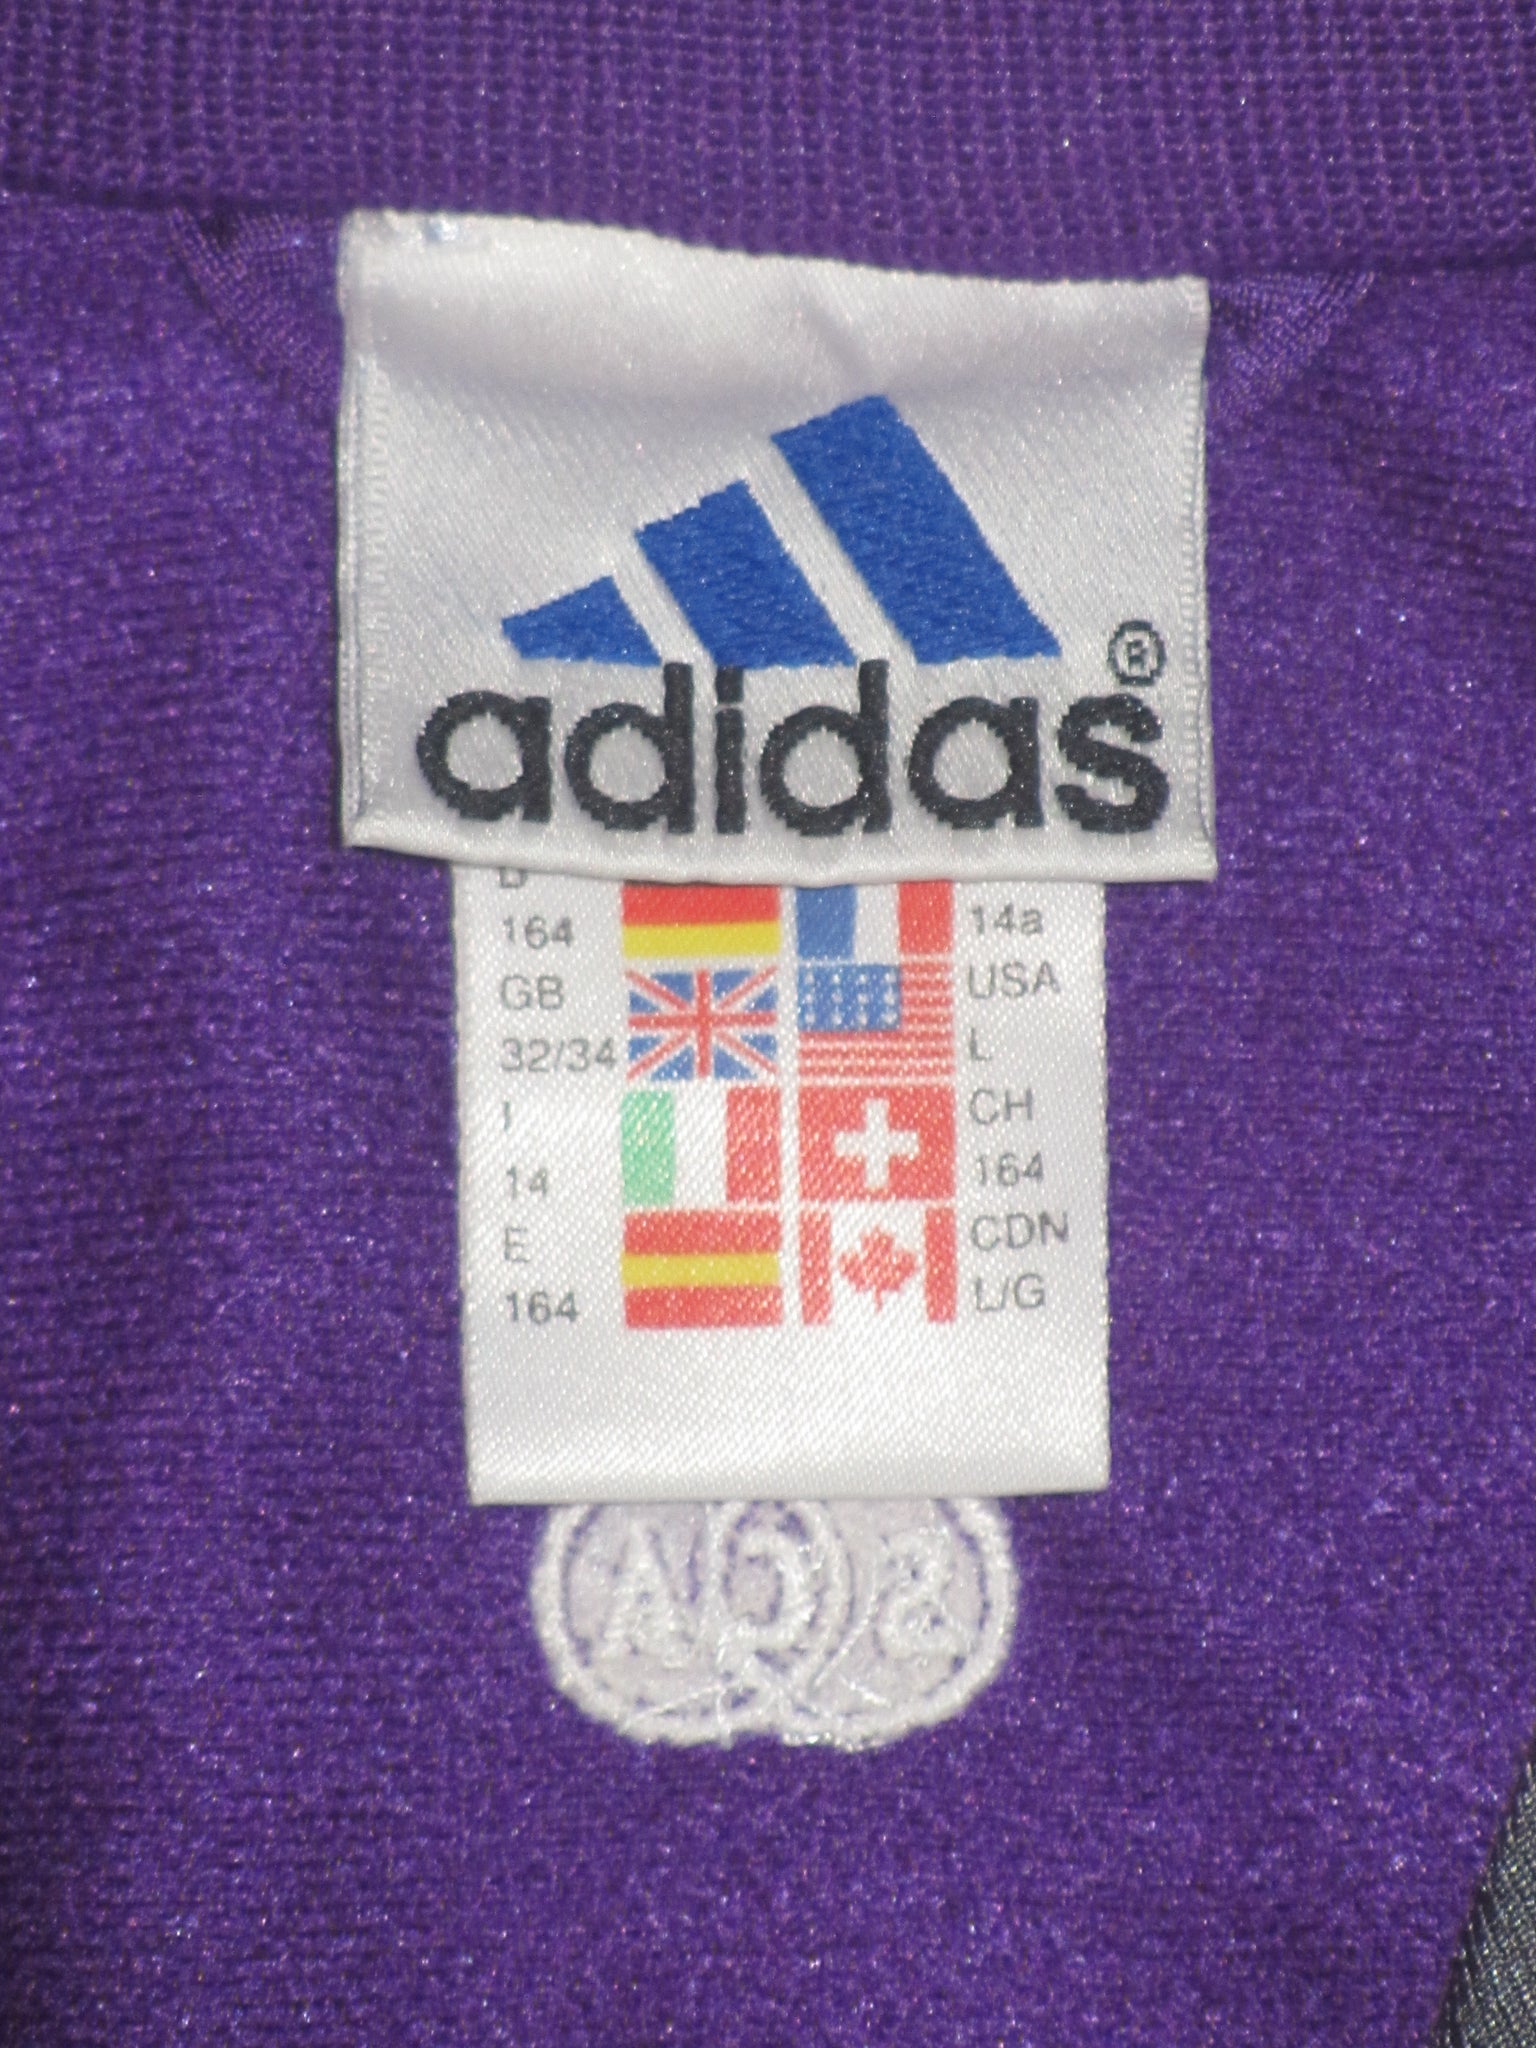 adidas®
D
164
GB
32/34
I
14
E
164
14a
USA
L
CH
164
CDN
L/G